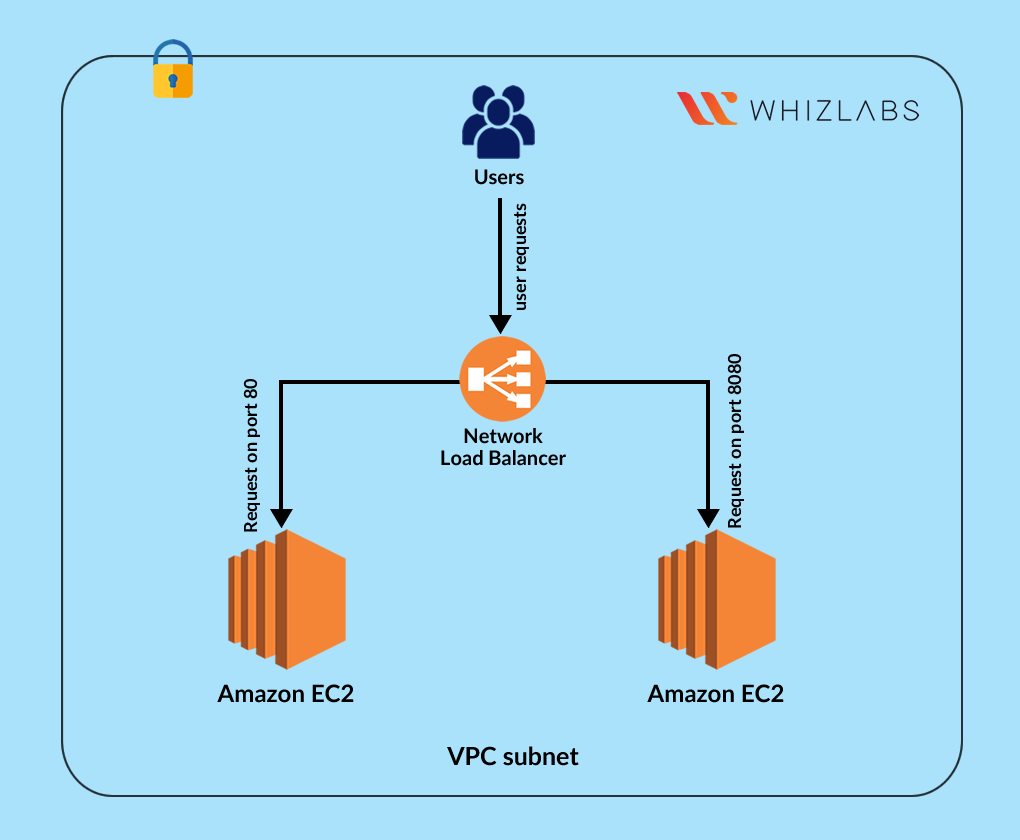 WHIZLABS
Users
user requests
Request on port 80
Request on port 8080
Network
Load Balancer
Amazon EC2
Amazon EC2
VPC subnet